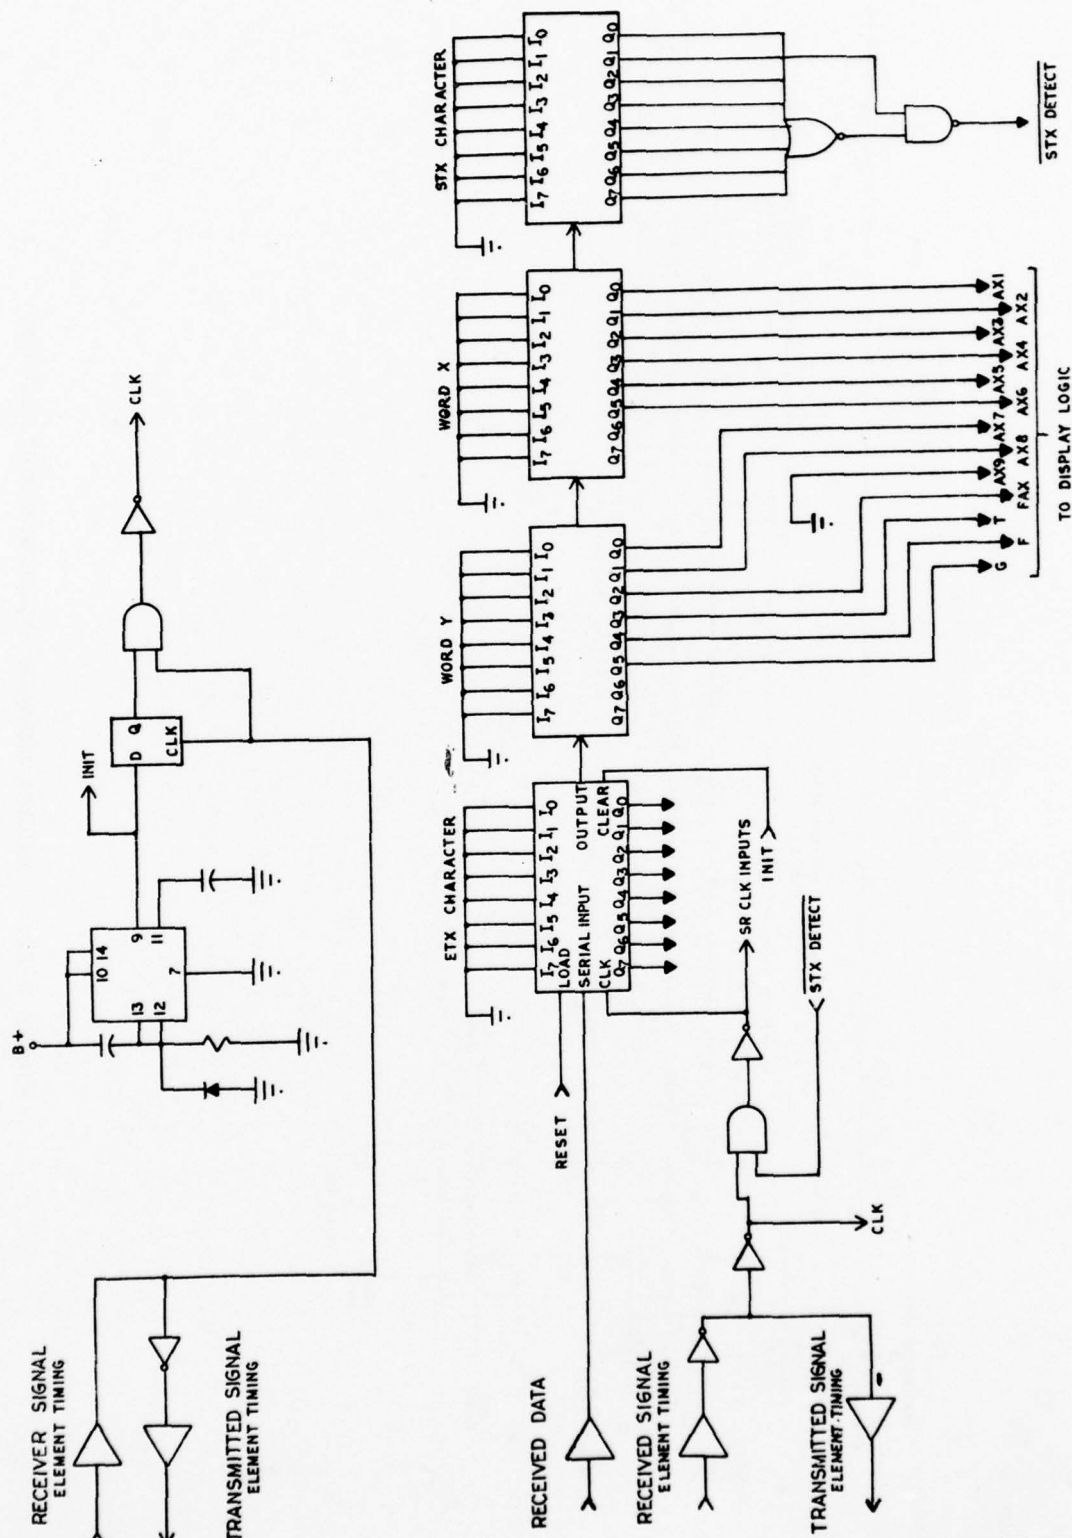 RECEIVER SIGNAL
ELEMENT TIMING
TRANSMITTED SIGNAL
ELEMENT TIMING
B+
13
12
10 14
7
9
11
INIT
D Q
CLK
CLK
RECEIVED DATA
RECEIVED SIGNAL
ELEMENT TIMING
TRANSMITTED SIGNAL
ELEMENT TIMING
CLK
RESET
STX DETECT
SR CLK INPUTS
INIT
ETX CHARACTER
I7 I6 I5 I4 I3 I2 I1 I0
LOAD
SERIAL INPUT OUTPUT
CLK CLEAR
Q7 Q6 Q5 Q4 Q3 Q2 Q1 Q0
WORD Y
I7 I6 I5 I4 I3 I2 I1 I0
Q7 Q6 Q5 Q4 Q3 Q2 Q1 Q0
WORD X
I7 I6 I5 I4 I3 I2 I1 I0
Q7 Q6 Q5 Q4 Q3 Q2 Q1 Q0
STX CHARACTER
I7 I6 I5 I4 I3 I2 I1 I0
Q7 Q6 Q5 Q4 Q3 Q2 Q1 Q0
G F T FAX AX9 AX8 AX7 AX6 AX5 AX4 AX3 AX2 AX1
TO DISPLAY LOGIC
STX DETECT